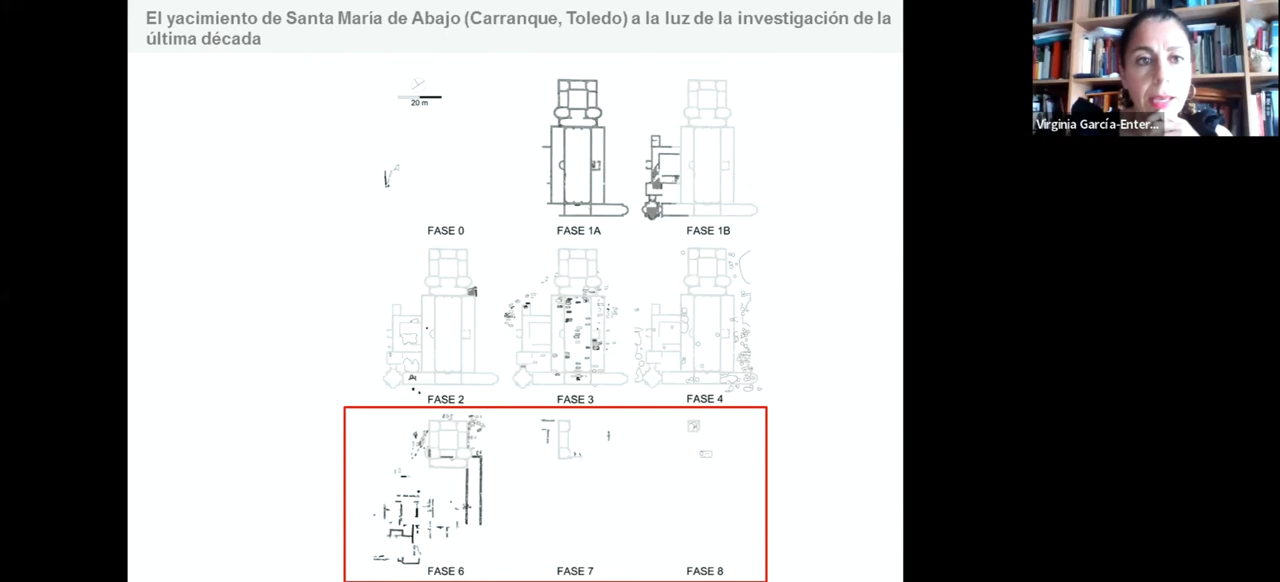 El yacimiento de Santa María de Abajo (Carranque, Toledo) a la luz de la investigación de la
última década
Virginia García-Enter...
20 m
FASE 0
FASE 1A
FASE 1B
FASE 2
FASE 3
FASE 4
FASE 6
FASE 7
FASE 8